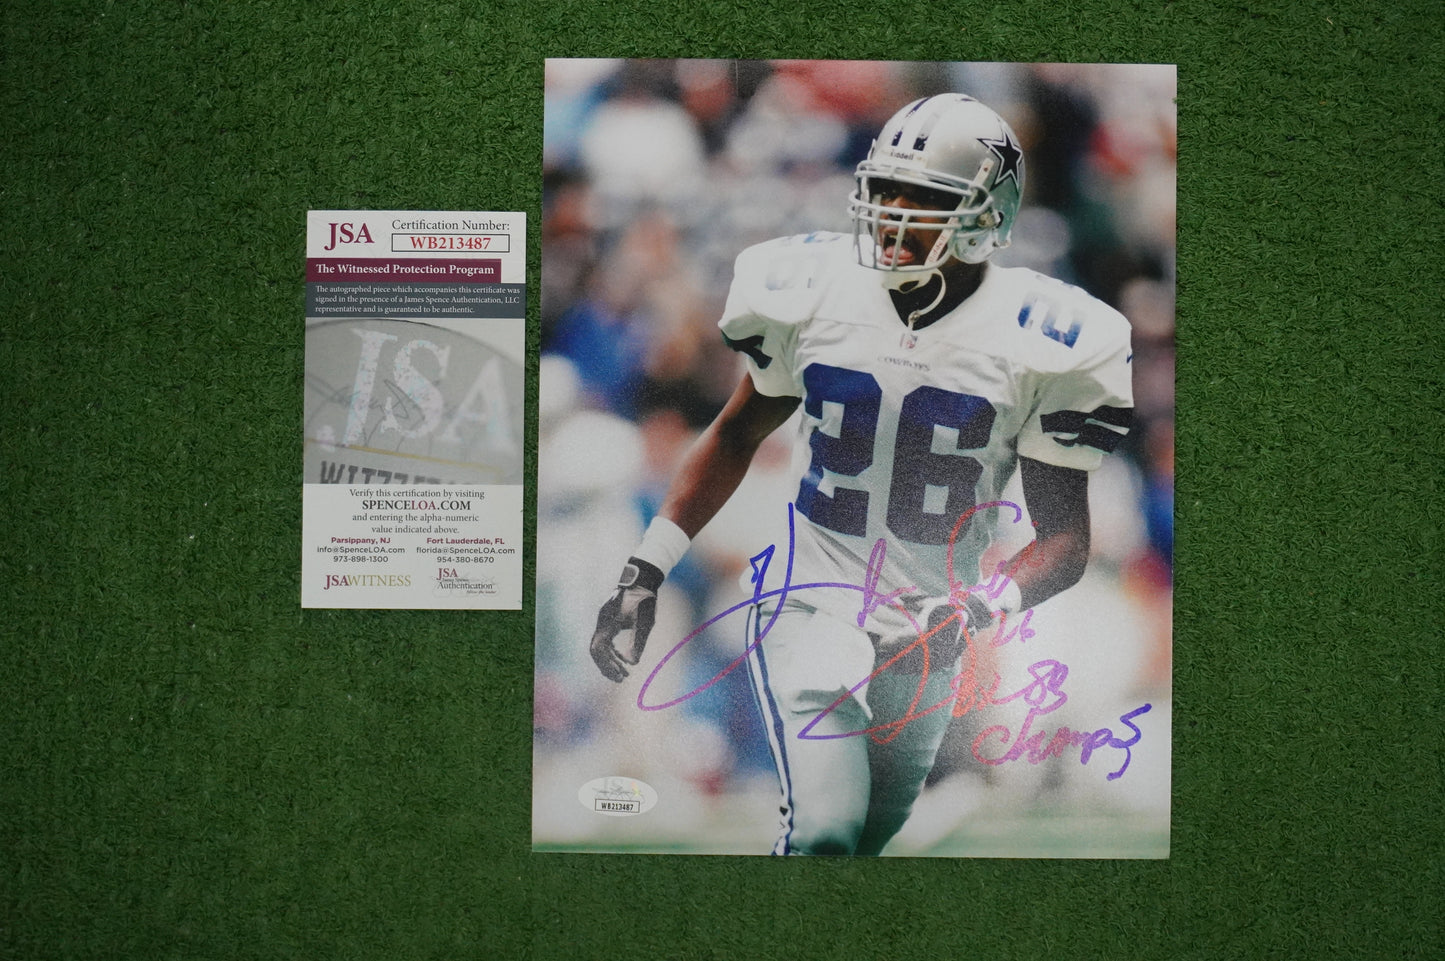 JSA
Certification Number:
WB213487
The Witnessed Protection Program
The autographed piece which accompanies this certificate was
signed in the presence of a James Spence Authentication, LLC
representative and is guaranteed to be authentic.
JSA
Verify this certification by visiting
SPENCELOA.COM
and entering the alpha-numeric
value indicated above.
Parsippany, NJ
info@SpenceLOA.com
973-898-1300
Fort Lauderdale, FL
florida@SpenceLOA.com
954-380-8670
JSAWITNESS
JSA
Authentication
Riddell
26
COWBOYS
26
26
Champs
WB213487